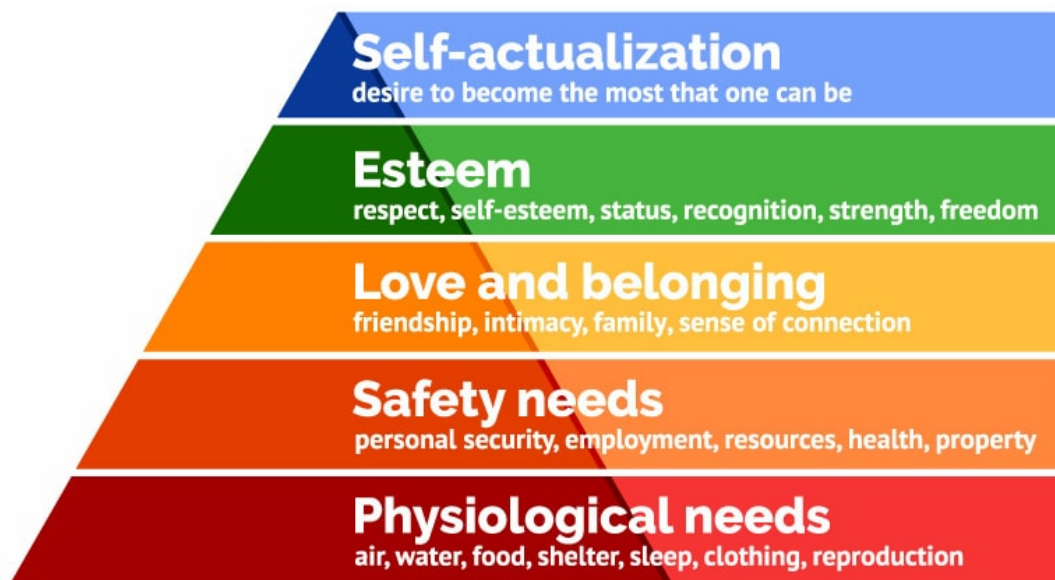 Self-actualization
desire to become the most that one can be
Esteem
respect, self-esteem, status, recognition, strength, freedom
Love and belonging
friendship, intimacy, family, sense of connection
Safety needs
personal security, employment, resources, health, property
Physiological needs
air, water, food, shelter, sleep, clothing, reproduction